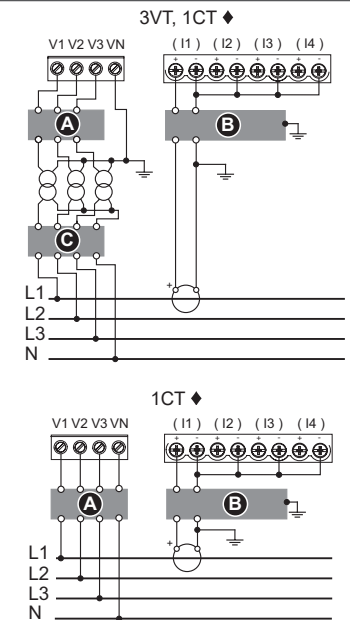 3VT, 1CT ♦
V1 V2 V3 VN
( I1 ) ( I2 ) ( I3 ) ( I4 )
+ - + - + - + -
A
B
C
+
L1
L2
L3
N
1CT ♦
V1 V2 V3 VN
( I1 ) ( I2 ) ( I3 ) ( I4 )
+ - + - + - + -
A
B
+
L1
L2
L3
N